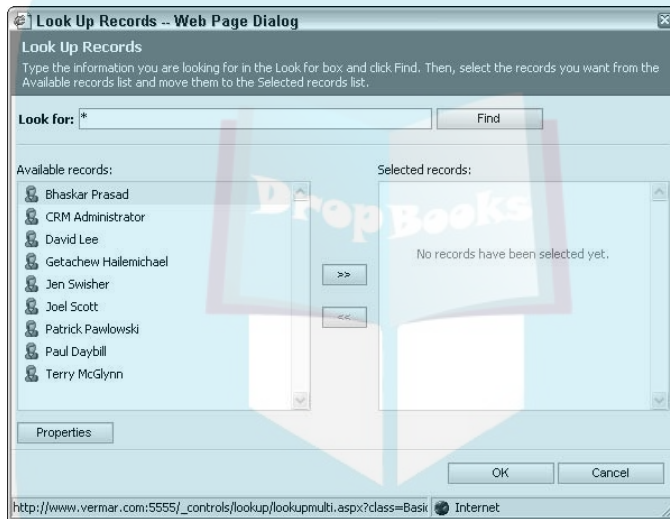 Look Up Records -- Web Page Dialog
Look Up Records
Type the information you are looking for in the Look for box and click Find. Then, select the records you want from the
Available records list and move them to the Selected records list.
Look for: *
Find
Available records:
Selected records:
Bhaskar Prasad
CRM Administrator
David Lee
Getachew Hailemichael
Jen Swisher
Joel Scott
Patrick Pawlowski
Paul Daybill
Terry McGlynn
>>
<<
No records have been selected yet.
DropBooks
Properties
OK
Cancel
http://www.vermar.com:5555/_controls/lookup/lookupmulti.aspx?class=Basic
Internet